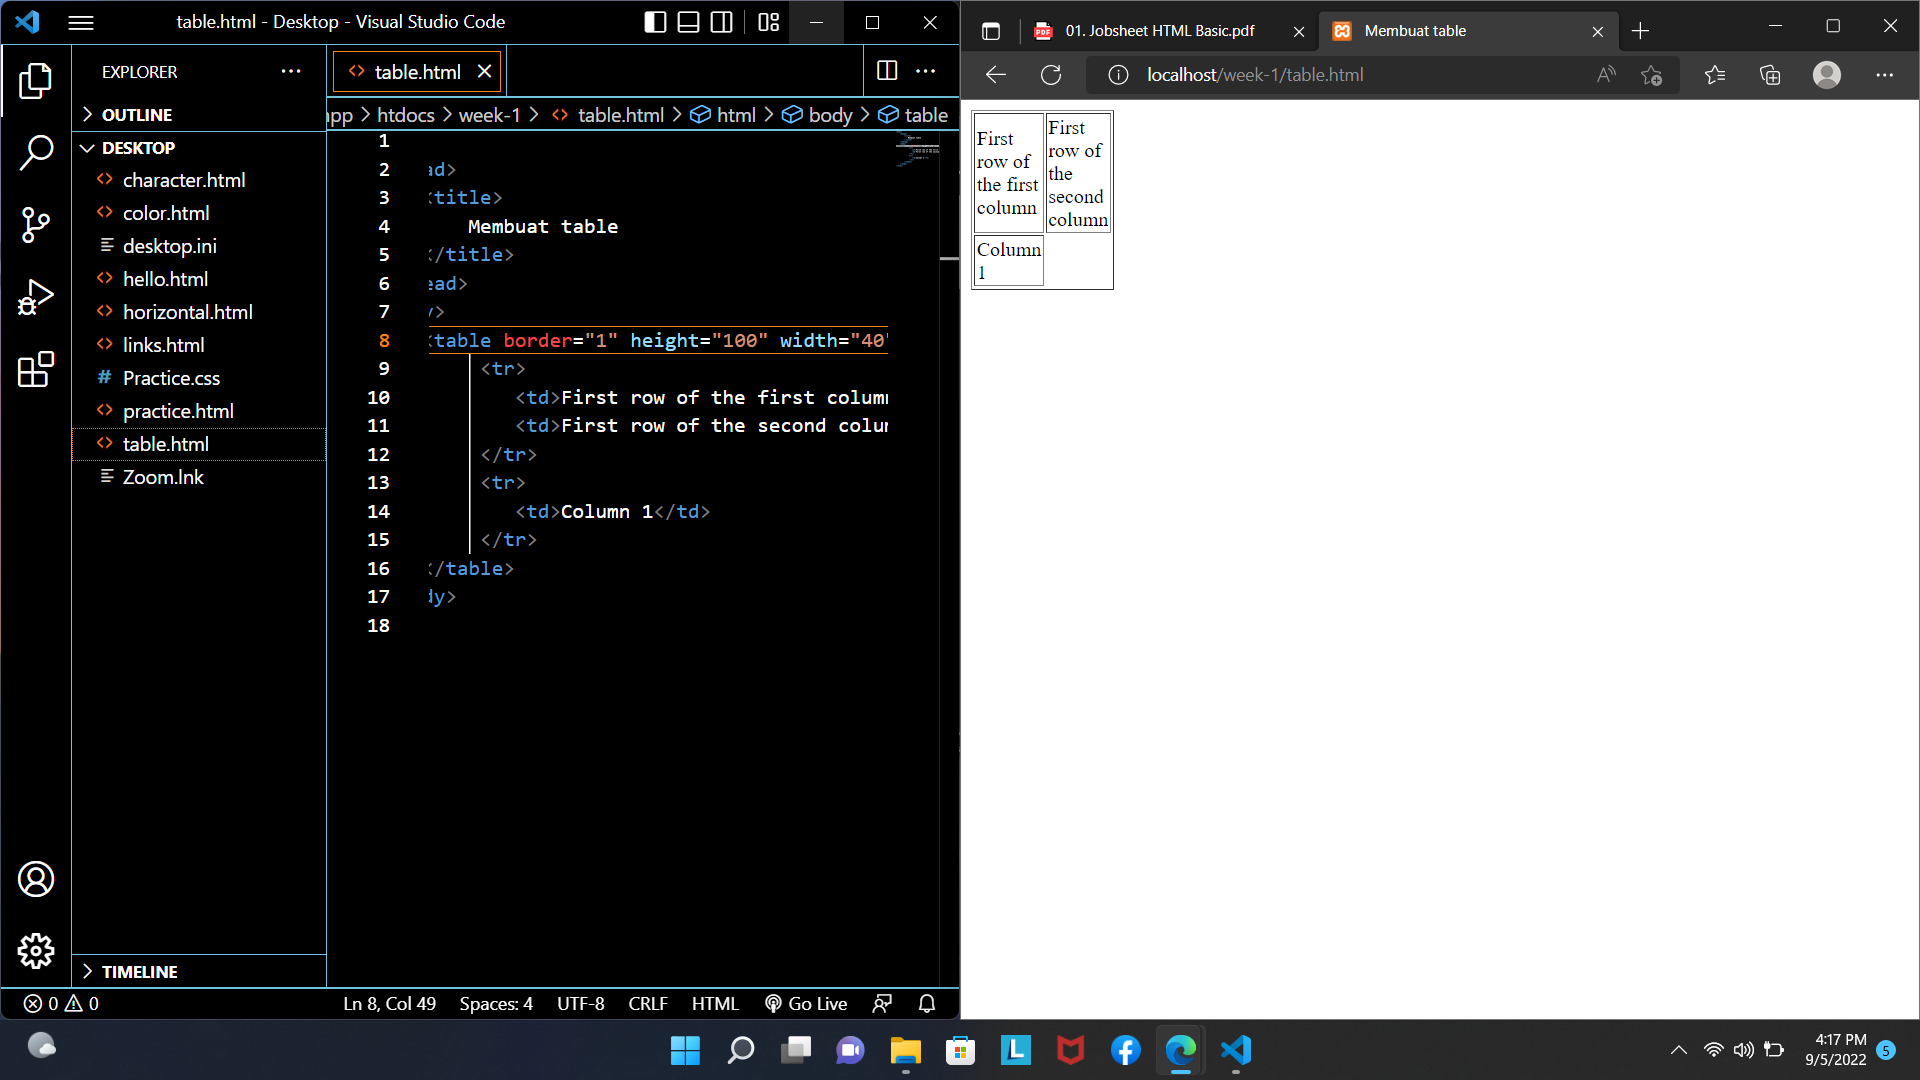 table.html - Desktop - Visual Studio Code
EXPLORER
OUTLINE
DESKTOP
character.html
color.html
desktop.ini
hello.html
horizontal.html
links.html
Practice.css
practice.html
table.html
Zoom.lnk
TIMELINE
table.html
app > htdocs > week-1 > table.html > html > body > table
1
2 ad>
3 <title>
4 Membuat table
5 </title>
6 ead>
7 y>
8 <table border="1" height="100" width="40"
9 <tr>
10 <td>First row of the first column
11 <td>First row of the second colum
12 </tr>
13 <tr>
14 <td>Column 1</td>
15 </tr>
16 </table>
17 dy>
18
0 0
Ln 8, Col 49 Spaces: 4 UTF-8 CRLF HTML Go Live
01. Jobsheet HTML Basic.pdf
Membuat table
localhost/week-1/table.html
First
row of
the first
column
First
row of
the
second
column
Column
1
4:17 PM
9/5/2022
5